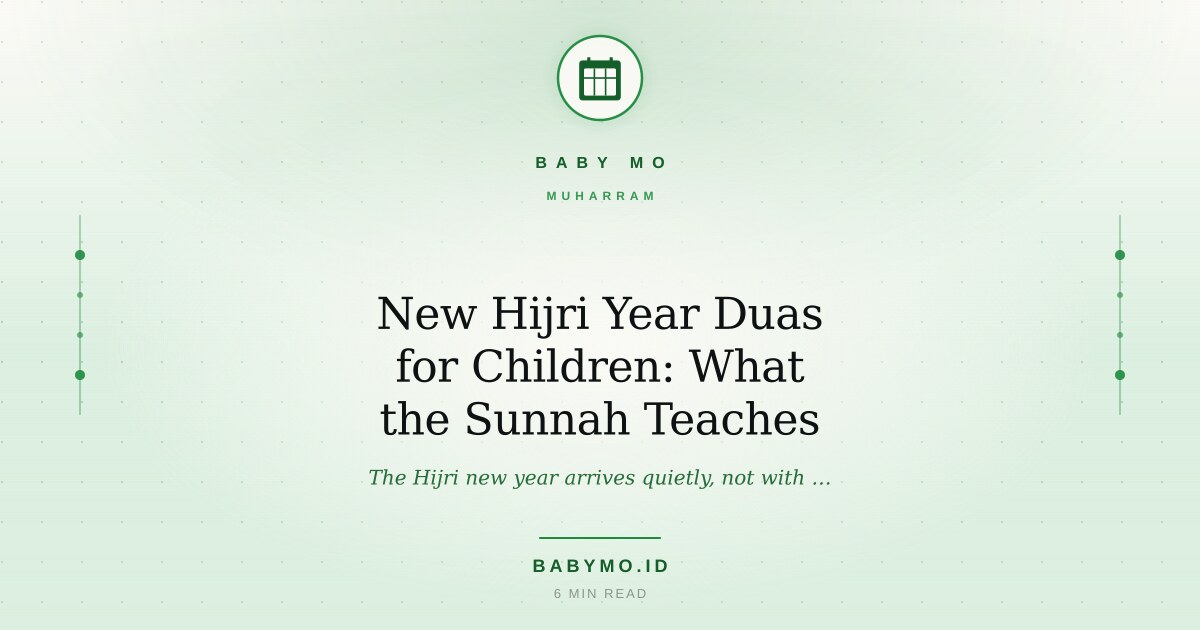 BABY MO
MUHARRAM
New Hijri Year Duas
for Children: What
the Sunnah Teaches
The Hijri new year arrives quietly, not with ...
BABYMO.ID
6 MIN READ